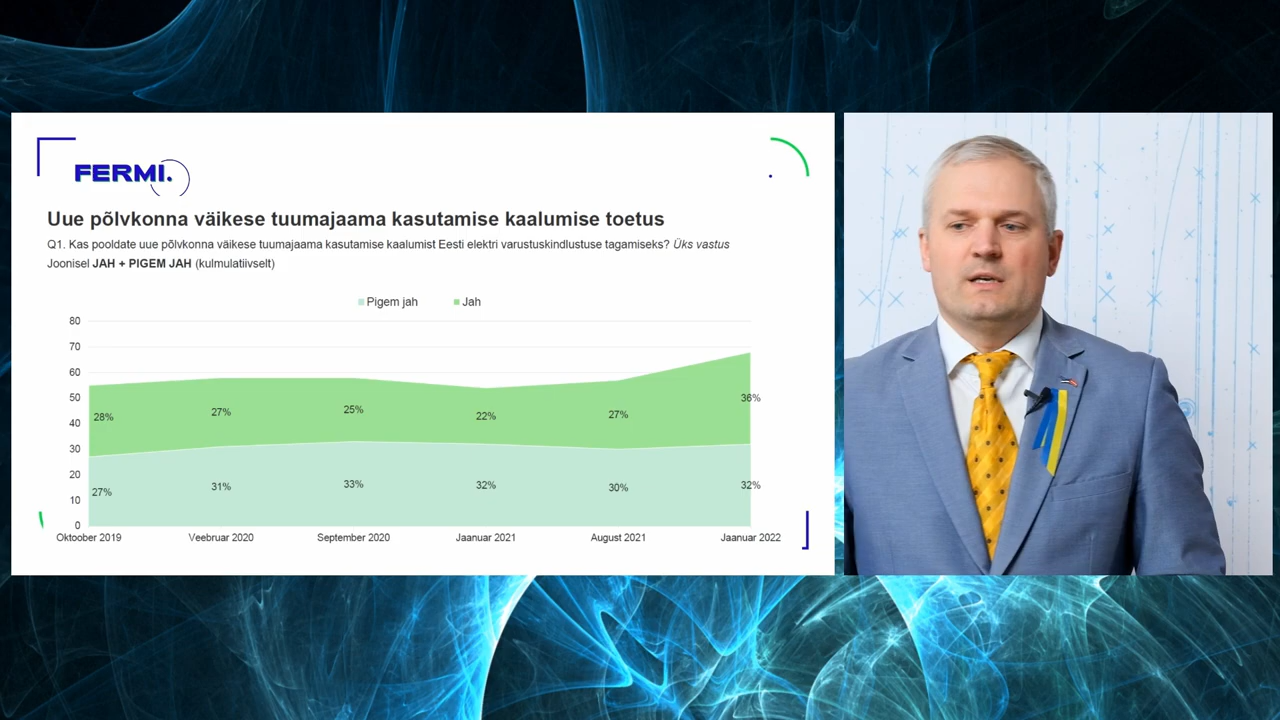 FERMI.
Uue põlvkonna väikese tuumajaama kasutamise kaalumise toetus
Q1. Kas pooldate uue põlvkonna väikese tuumajaama kasutamise kaalumist Eesti elektri varustuskindlustuse tagamiseks? Üks vastus
Joonisel JAH + PIGEM JAH (kulmulatiivselt)
Pigem jah Jah
80
70
60
50
40
30
20
10
0
28% 27% 25% 22% 27% 36%
27% 31% 33% 32% 30% 32%
Oktoober 2019 Veebruar 2020 September 2020 Jaanuar 2021 August 2021 Jaanuar 2022